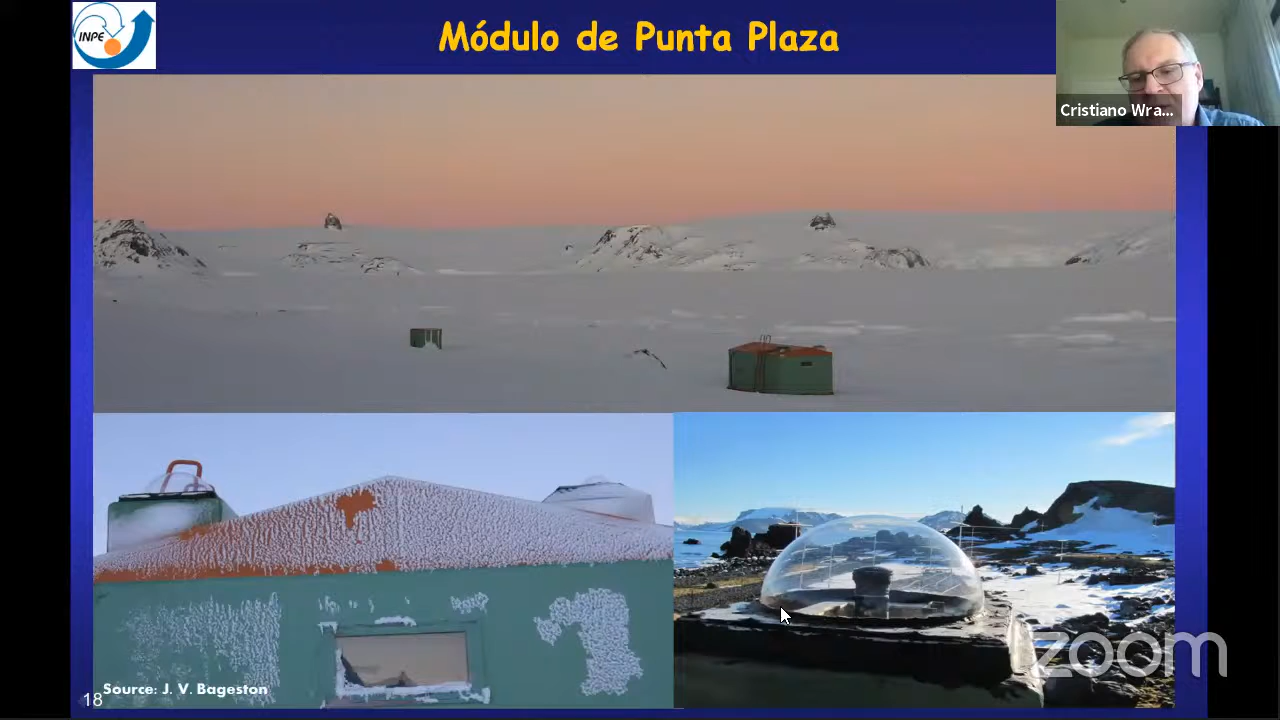 INPE
Módulo de Punta Plaza
Cristiano Wra...
Source: J. V. Bageston
18
zoom